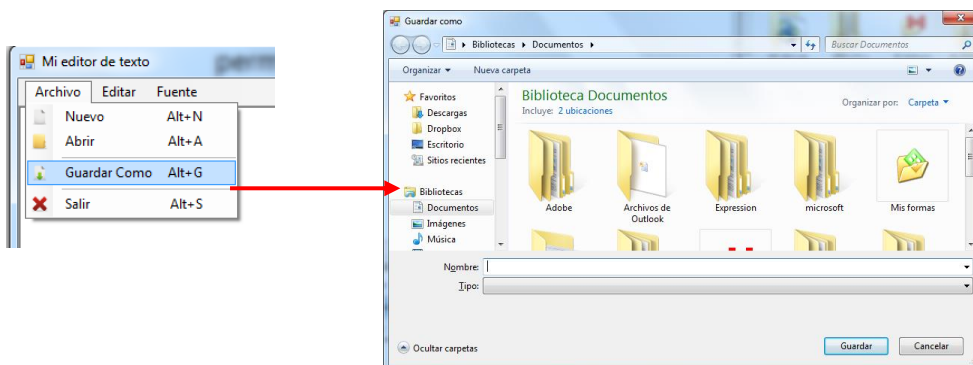 Mi editor de texto
Archivo Editar Fuente
Nuevo Alt+N
Abrir Alt+A
Guardar Como Alt+G
Salir Alt+S
Guardar como
Bibliotecas Documentos
Buscar Documentos
Organizar Nueva carpeta
Favoritos
Descargas
Dropbox
Escritorio
Sitios recientes
Bibliotecas
Documentos
Imágenes
Música
Biblioteca Documentos
Incluye: 2 ubicaciones
Organizar por: Carpeta
Adobe
Archivos de
Outlook
Expression
microsoft
Mis formas
Nombre:
Tipo:
Ocultar carpetas
Guardar Cancelar